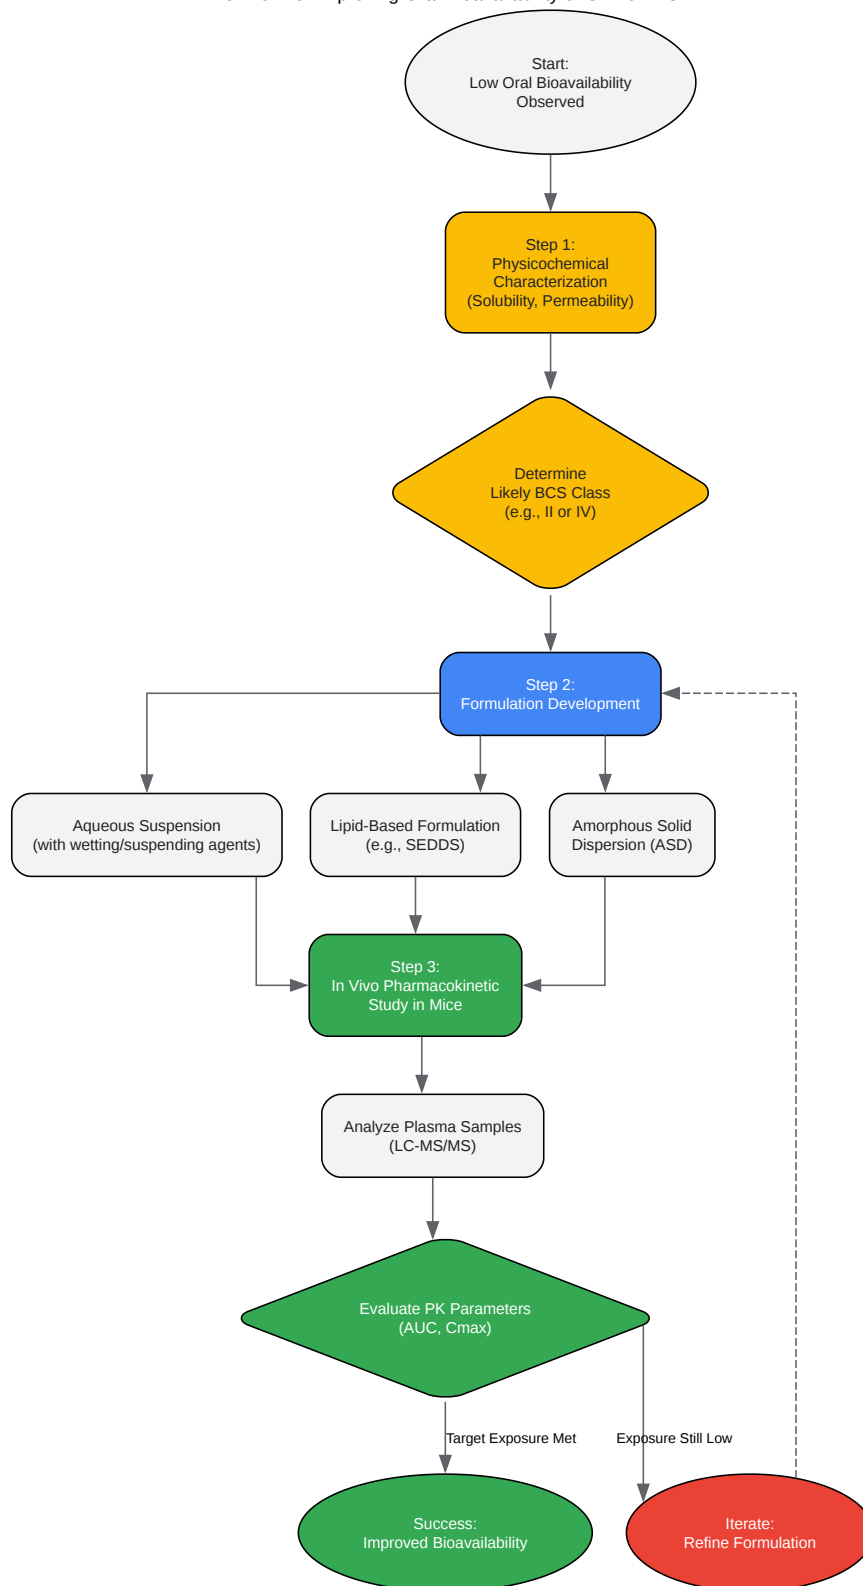 Start:
Low Oral Bioavailability
Observed
Step 1:
Physicochemical
Characterization
(Solubility, Permeability)
Determine
Likely BCS Class
(e.g., II or IV)
Step 2:
Formulation Development
Aqueous Suspension
(with wetting/suspending agents)
Lipid-Based Formulation
(e.g., SEDDS)
Amorphous Solid
Dispersion (ASD)
Step 3:
In Vivo Pharmacokinetic
Study in Mice
Analyze Plasma Samples
(LC-MS/MS)
Evaluate PK Parameters
(AUC, Cmax)
Target Exposure Met
Exposure Still Low
Success:
Improved Bioavailability
Iterate:
Refine Formulation